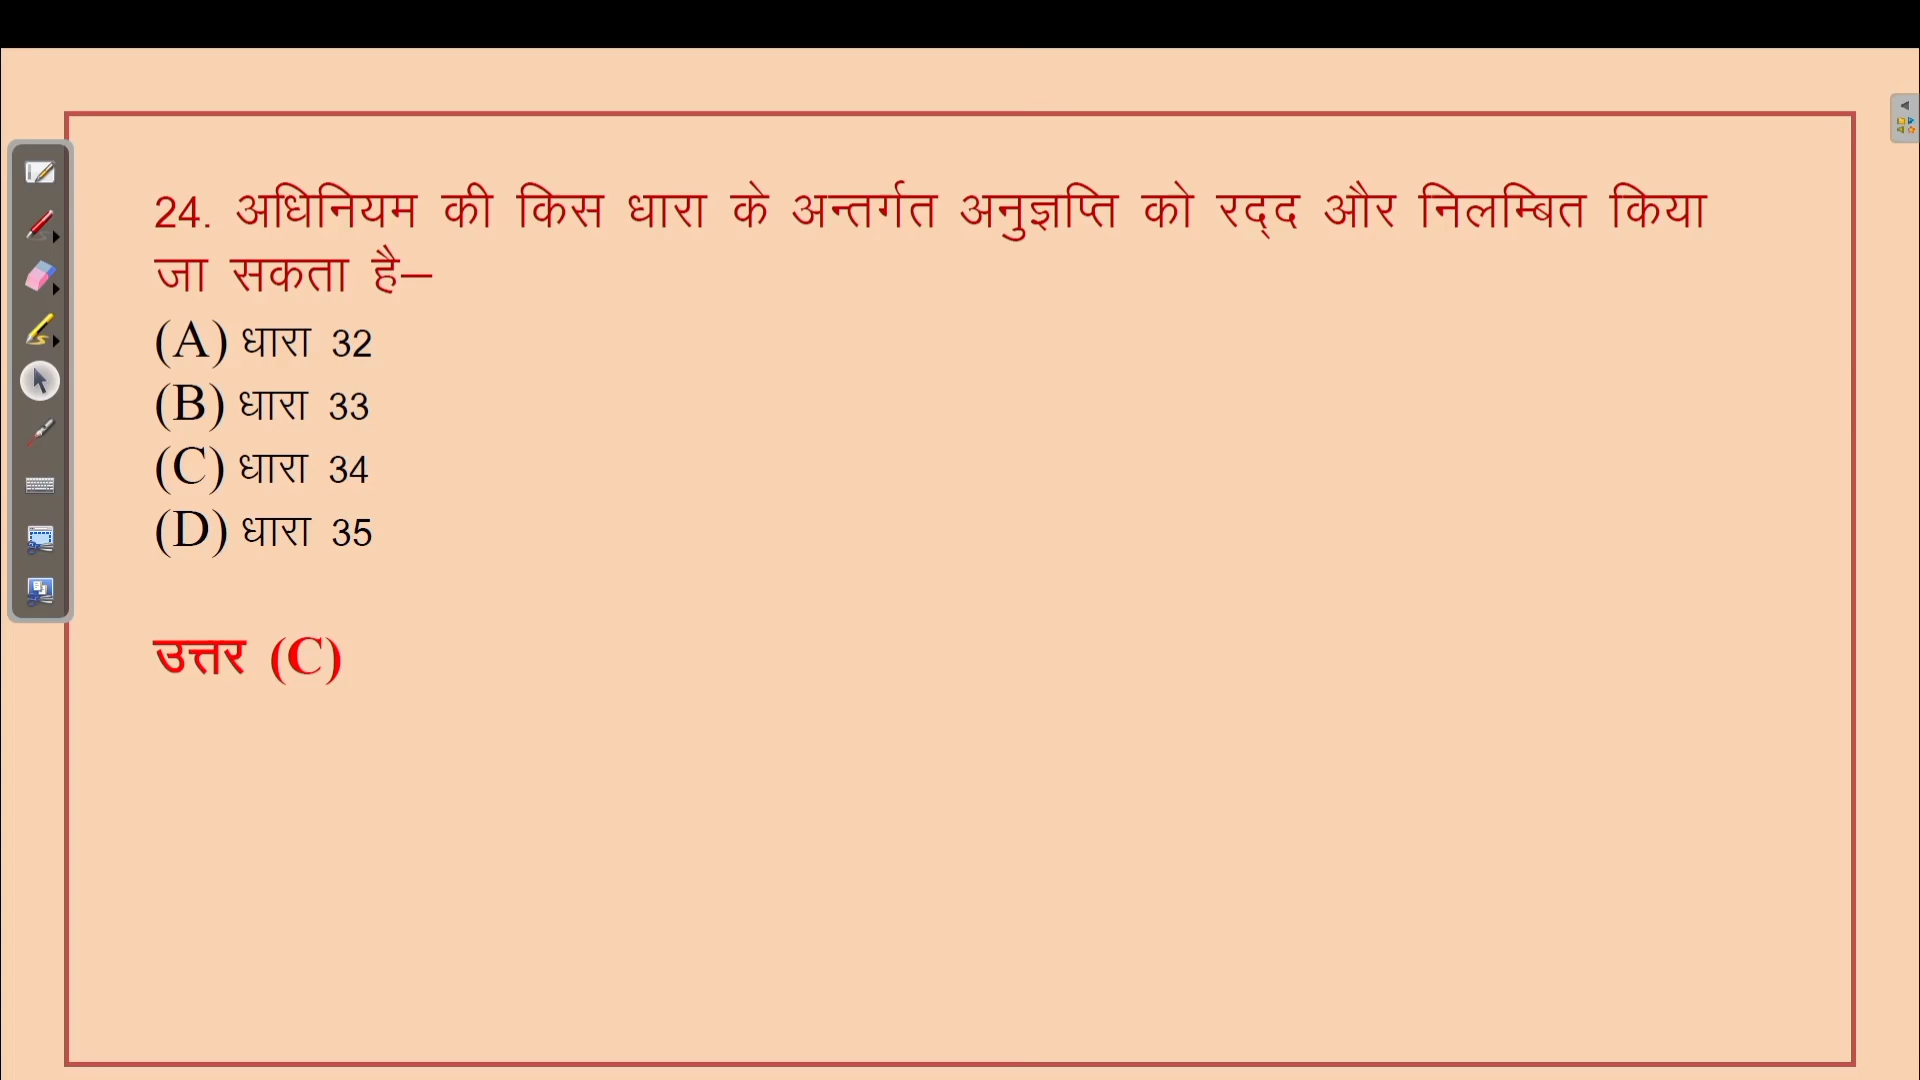 24. अधिनियम की किस धारा के अन्तर्गत अनुज्ञप्ति को रद्‌द और निलम्बित किया
जा सकता है–
(A) धारा 32
(B) धारा 33
(C) धारा 34
(D) धारा 35
उत्तर (C)